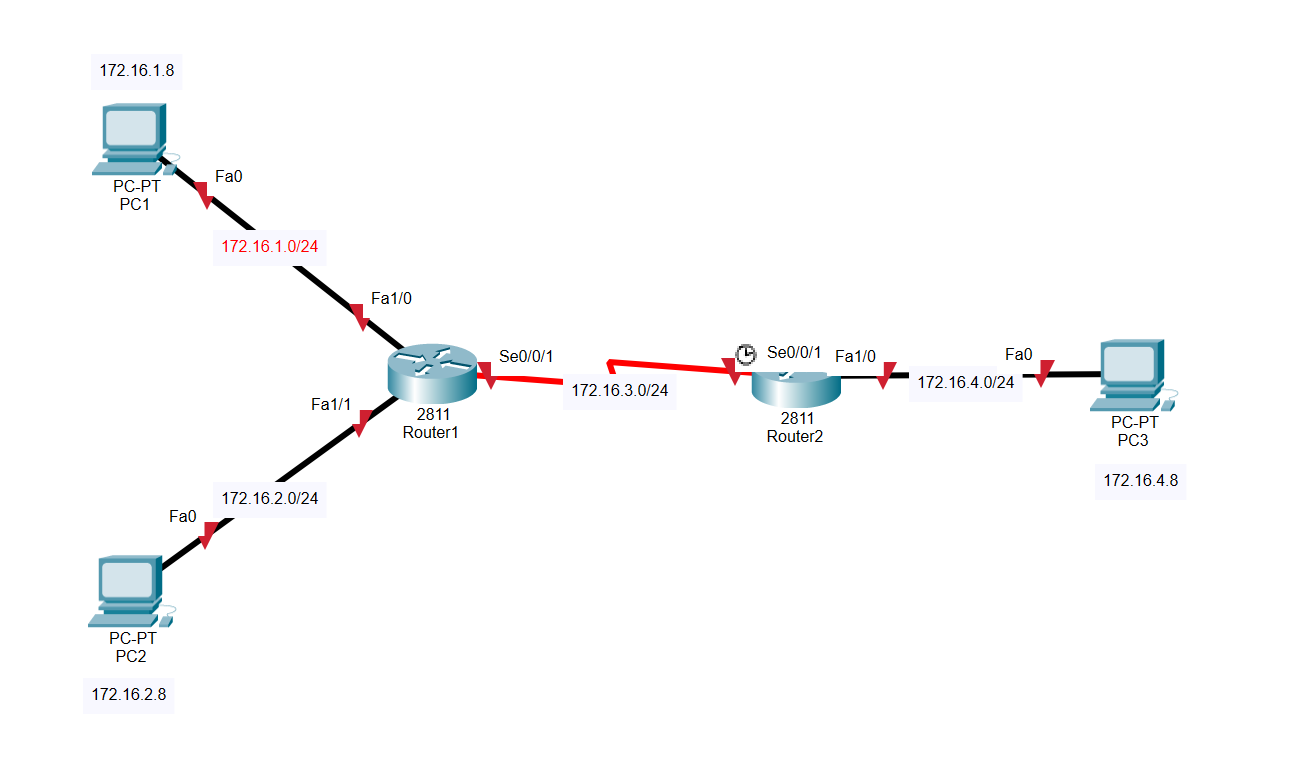 172.16.1.8
PC-PT
PC1
Fa0
172.16.1.0/24
Fa1/0
Se0/0/1
2811
Router1
Fa1/1
172.16.3.0/24
Se0/0/1
2811
Router2
Fa1/0
172.16.4.0/24
Fa0
PC-PT
PC3
172.16.4.8
172.16.2.0/24
Fa0
PC-PT
PC2
172.16.2.8